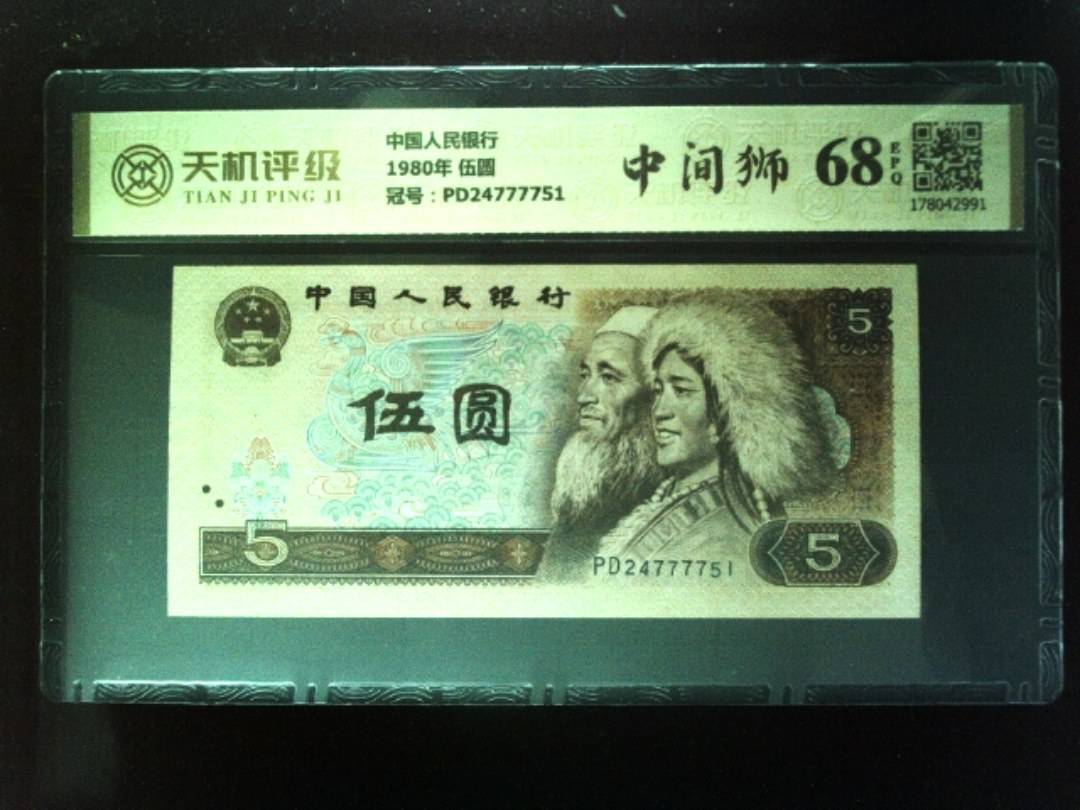 天机评级
TIAN JI PING JI
中国人民银行
1980年 伍圆
冠号：PD24777751
中间狮
68
EPQ
178042991
中国人民银行
5
伍圆
5
PD24777751
5